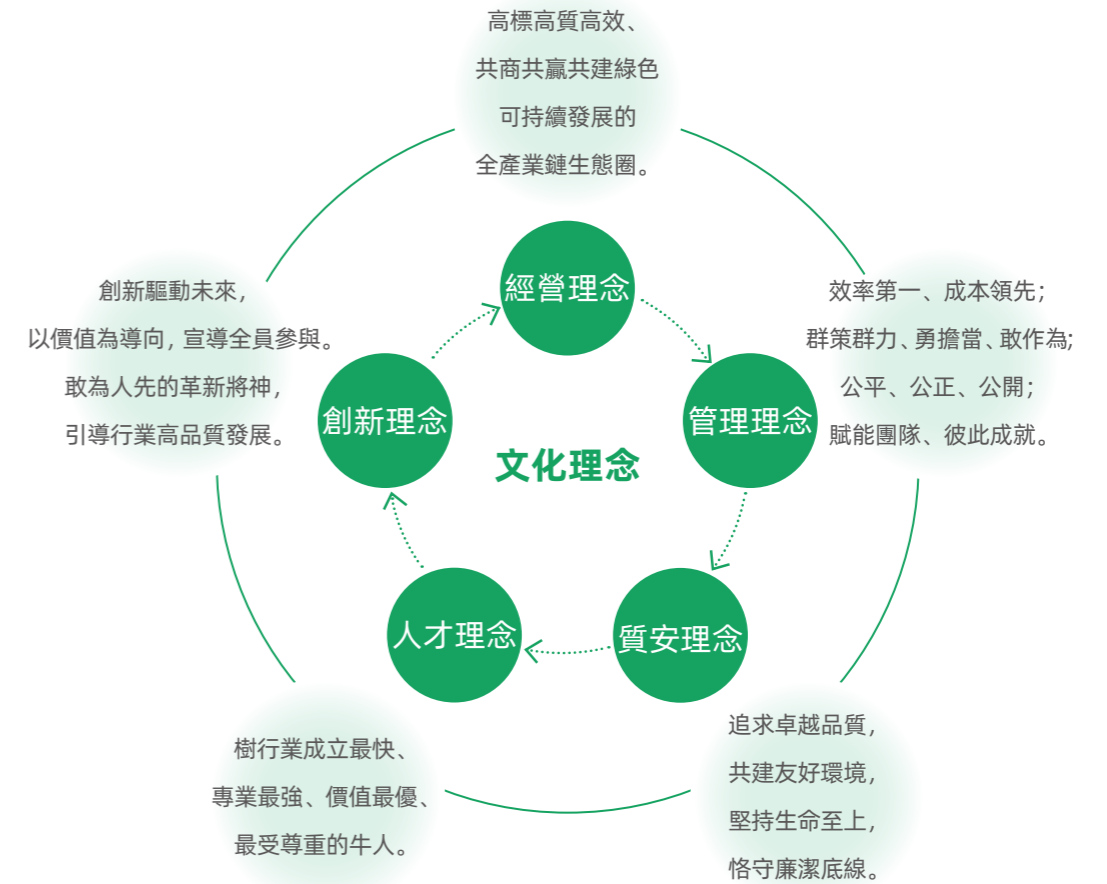 高標高質高效、
共商共贏共建綠色
可持續發展的
全產業鏈生態圈。
經營理念
效率第一、成本領先；
群策群力、勇擔當、敢作為；
公平、公正、公開；
賦能團隊、彼此成就。
管理理念
追求卓越品質，
共建友好環境，
堅持生命至上，
恪守廉潔底線。
質安理念
樹行業成立最快、
專業最強、價值最優、
最受尊重的牛人。
人才理念
創新驅動未來，
以價值為導向，宣導全員參與。
敢為人先的革新將神，
引導行業高品質發展。
創新理念
文化理念